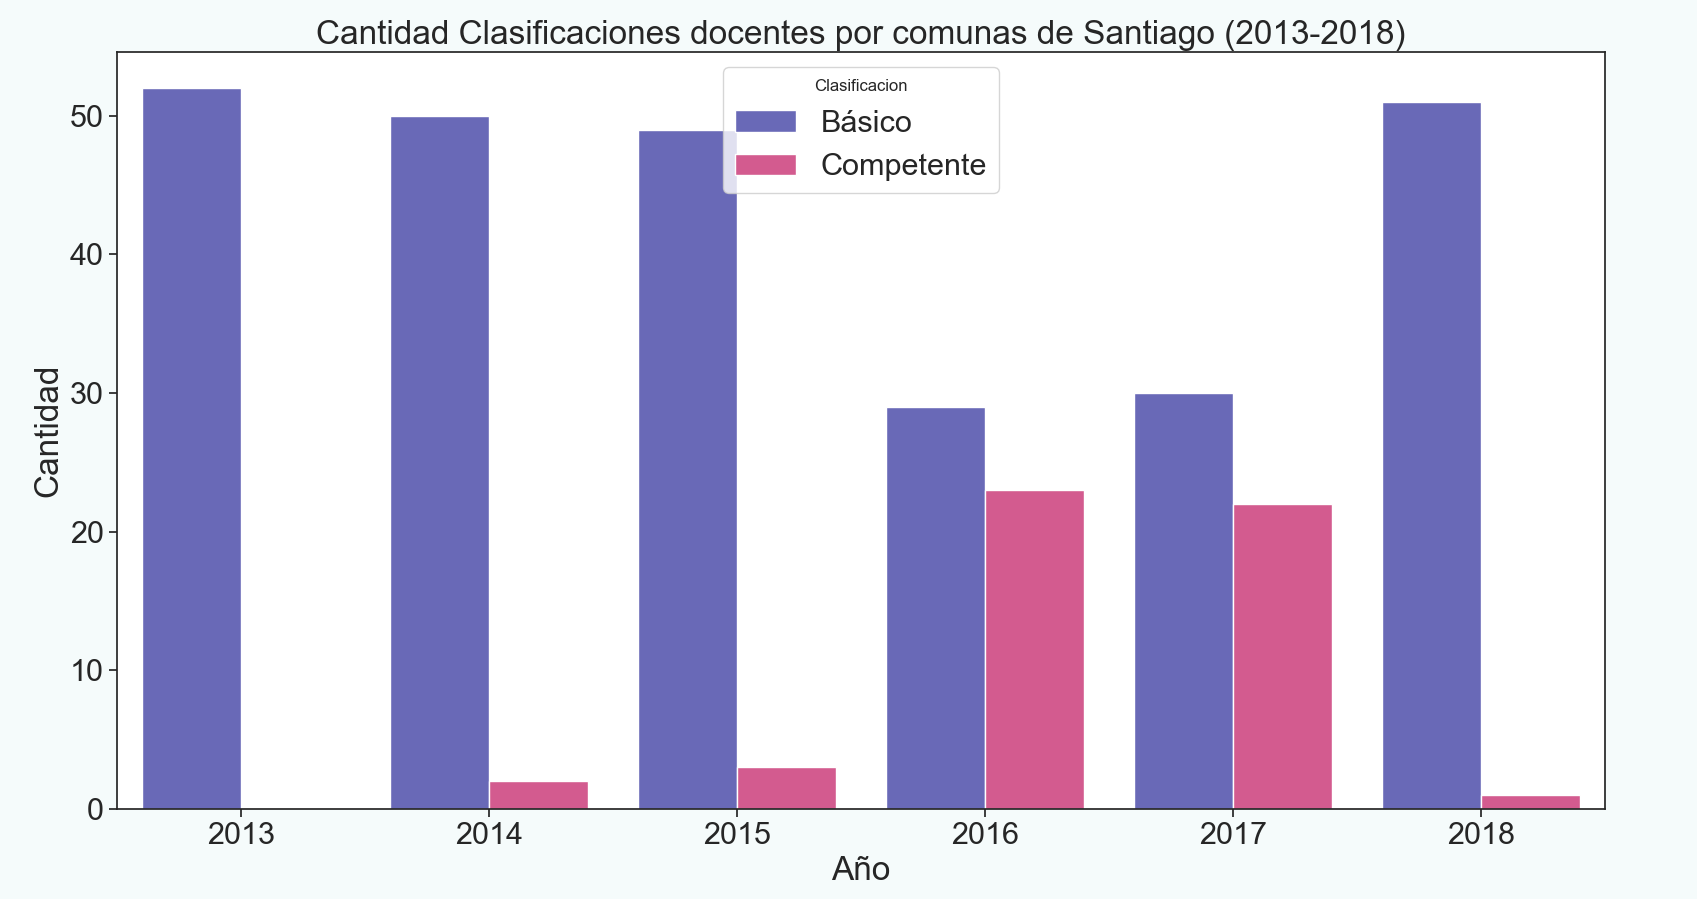 Cantidad Clasificaciones docentes por comunas de Santiago (2013-2018)
Clasificacion
Básico
Competente
Cantidad
50
40
30
20
10
0
2013 2014 2015 2016 2017 2018
Año